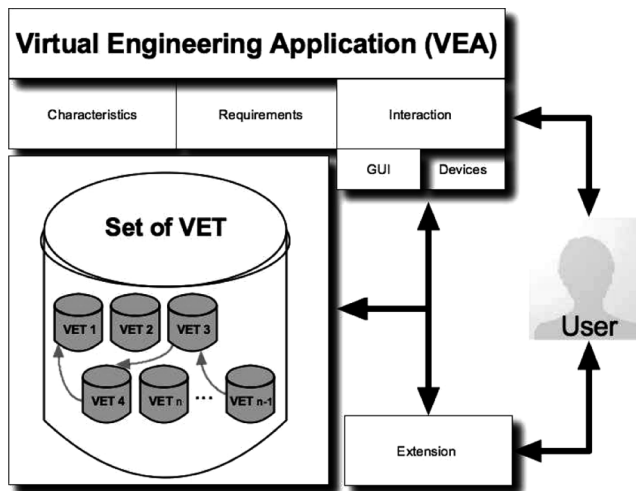 Virtual Engineering Application (VEA)
Characteristics
Requirements
Interaction
GUI
Devices
Set of VET
VET 1
VET 2
VET 3
VET 4
VET n
...
VET n-1
User
Extension